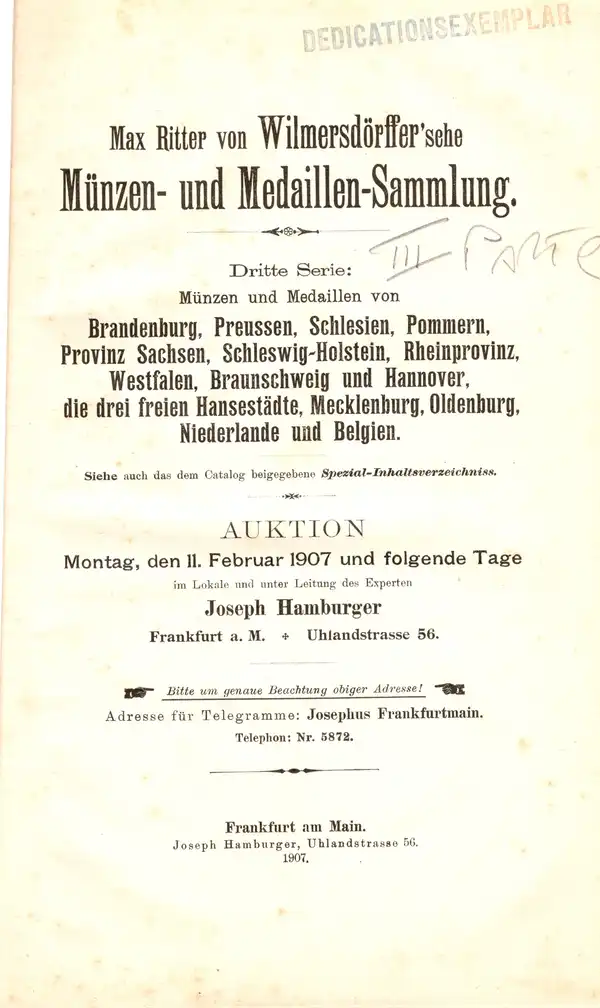 DEDICATIONSEXEMPLAR
Max Ritter von Wilmersdörffer'sche
Münzen- und Medaillen-Sammlung.
III Parte
Dritte Serie:
Münzen und Medaillen von
Brandenburg, Preussen, Schlesien, Pommern,
Provinz Sachsen, Schleswig-Holstein, Rheinprovinz,
Westfalen, Braunschweig und Hannover,
die drei freien Hansestädte, Mecklenburg, Oldenburg,
Niederlande und Belgien.
Siehe auch das dem Catalog beigegebene Spezial-Inhaltsverzeichniss.
AUKTION
Montag, den 11. Februar 1907 und folgende Tage
im Lokale und unter Leitung des Experten
Joseph Hamburger
Frankfurt a. M. ✦ Uhlandstrasse 56.
Bitte um genaue Beachtung obiger Adresse!
Adresse für Telegramme: Josephus Frankfurtmain.
Telephon: Nr. 5872.
Frankfurt am Main.
Joseph Hamburger, Uhlandstrasse 56.
1907.